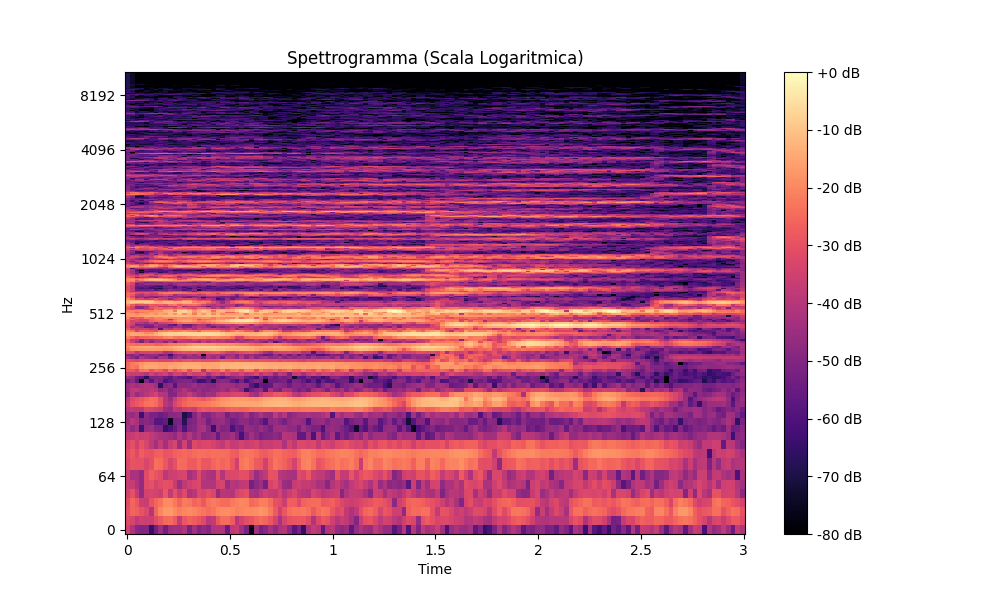 Spettrogramma (Scala Logaritmica)
Hz
8192
4096
2048
1024
512
256
128
64
0
0
0.5
1
1.5
2
2.5
3
Time
+0 dB
-10 dB
-20 dB
-30 dB
-40 dB
-50 dB
-60 dB
-70 dB
-80 dB